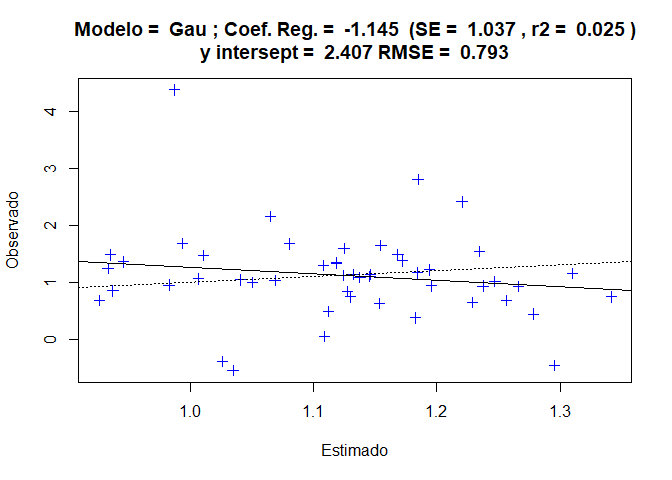 Modelo = Gau ; Coef. Reg. = -1.145 (SE = 1.037 , r2 = 0.025 )
y intersept = 2.407 RMSE = 0.793
Observado
4
3
2
1
0
1.0 1.1 1.2 1.3
Estimado